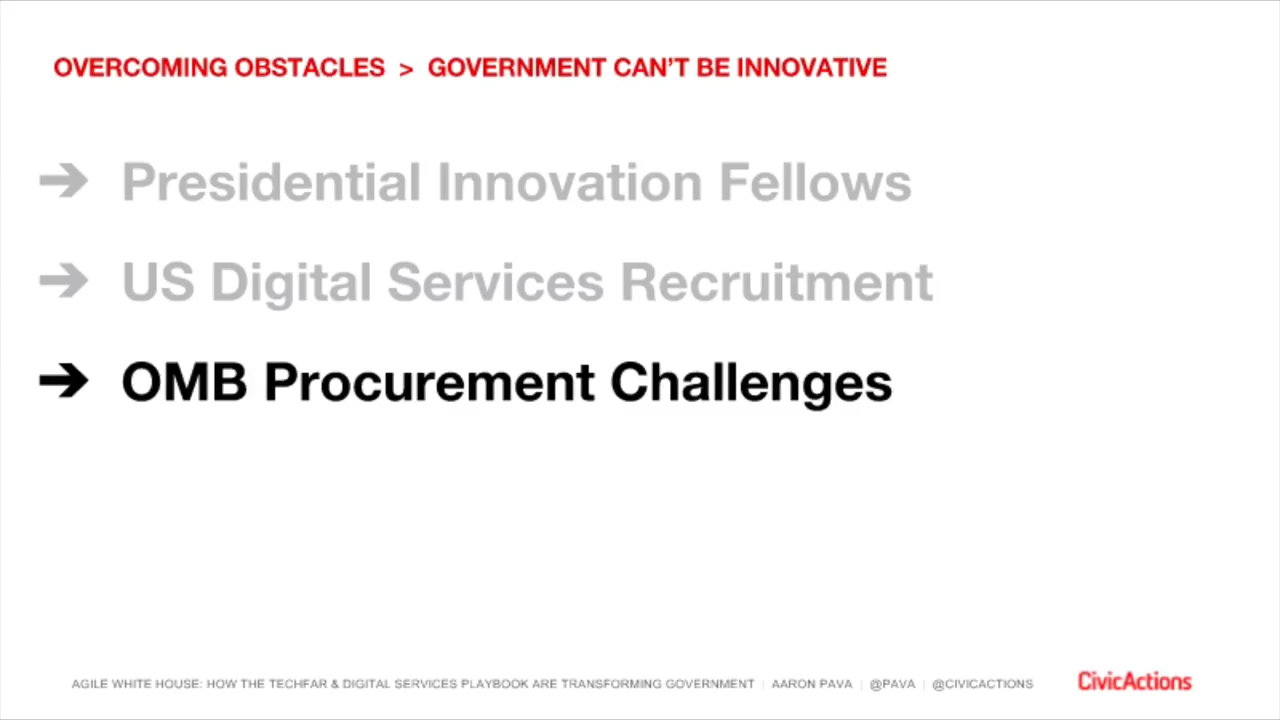 OVERCOMING OBSTACLES > GOVERNMENT CAN'T BE INNOVATIVE
➔ Presidential Innovation Fellows
➔ US Digital Services Recruitment
➔ OMB Procurement Challenges
AGILE WHITE HOUSE: HOW THE TECHFAR & DIGITAL SERVICES PLAYBOOK ARE TRANSFORMING GOVERNMENT | AARON PAVA | @PAVA | @CIVICACTIONS CivicActions